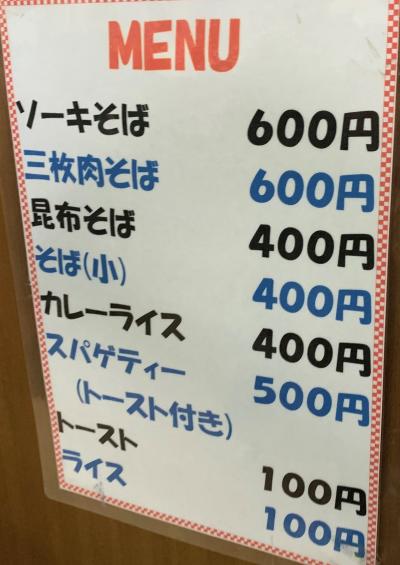 MENU
ソーキそば 600円
三枚肉そば 600円
昆布そば 400円
そば(小) 400円
カレーライス 400円
スパゲティー 500円
(トースト付き)
トースト 100円
ライス 100円